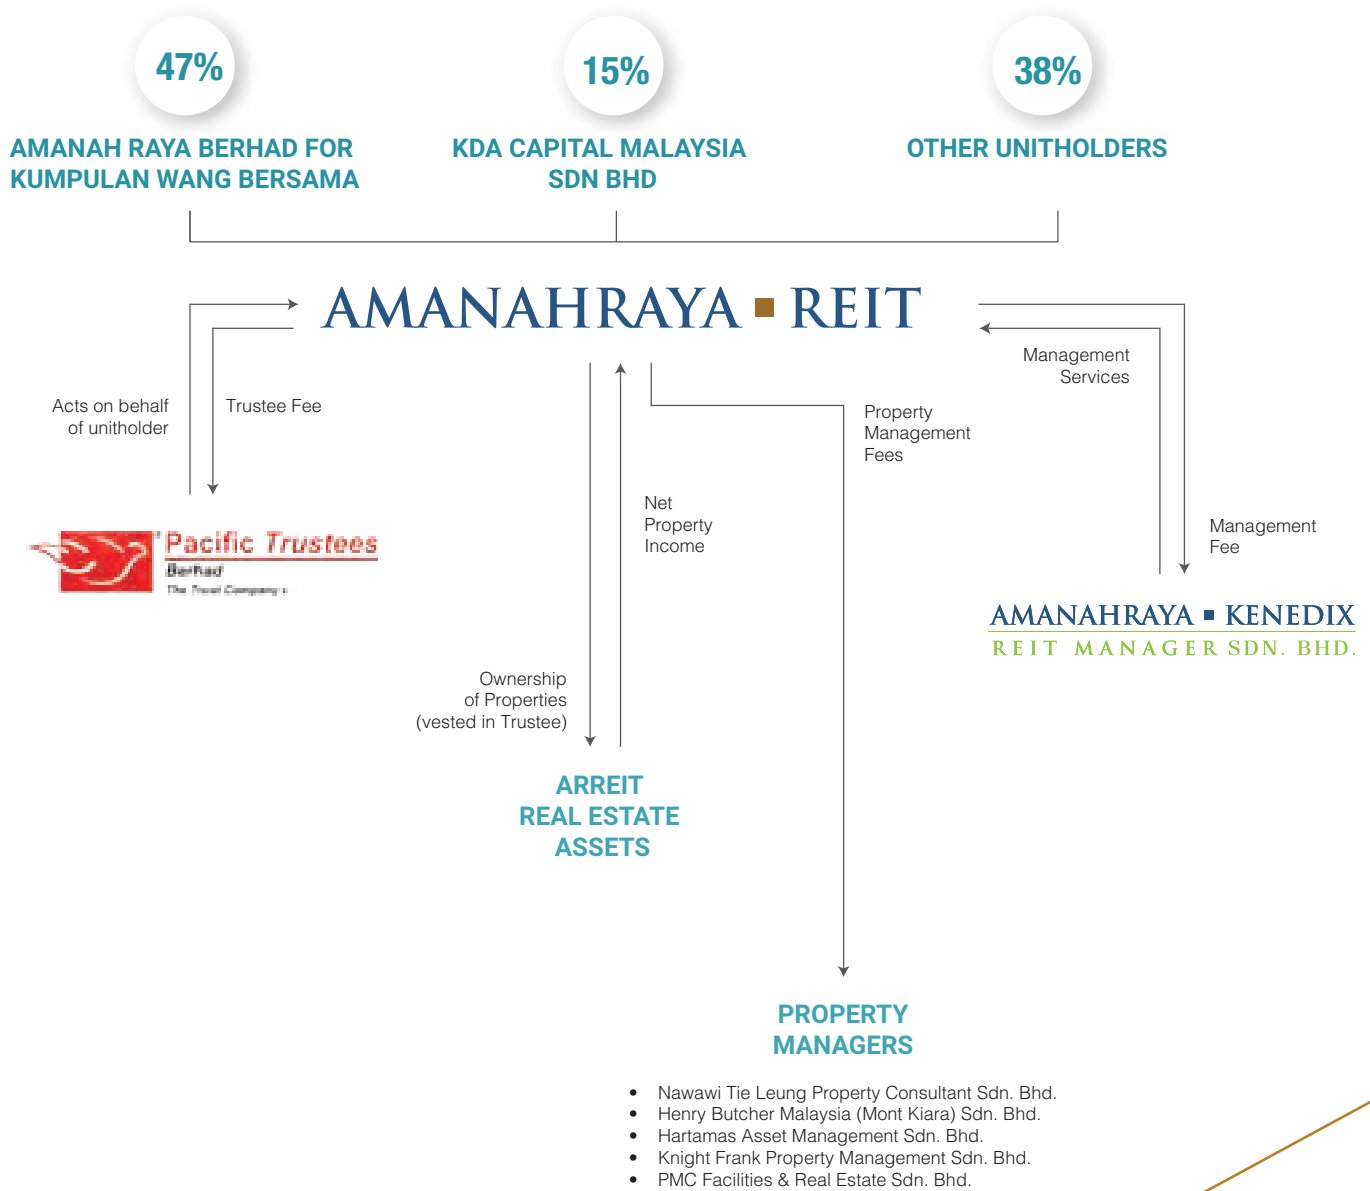 47%
15%
38%
AMANAH RAYA BERHAD FOR
KUMPULAN WANG BERSAMA
KDA CAPITAL MALAYSIA
SDN BHD
OTHER UNITHOLDERS
AMANAHRAYA ▪ REIT
Acts on behalf
of unitholder
Trustee Fee
Management
Services
Property
Management
Fees
Net
Property
Income
Management
Fee
Pacific Trustees
Berhad
The Trust Company
AMANAHRAYA ▪ KENEDIX
REIT MANAGER SDN. BHD.
Ownership
of Properties
(vested in Trustee)
ARREIT
REAL ESTATE
ASSETS
PROPERTY
MANAGERS
• Nawawi Tie Leung Property Consultant Sdn. Bhd.
• Henry Butcher Malaysia (Mont Kiara) Sdn. Bhd.
• Hartamas Asset Management Sdn. Bhd.
• Knight Frank Property Management Sdn. Bhd.
• PMC Facilities & Real Estate Sdn. Bhd.